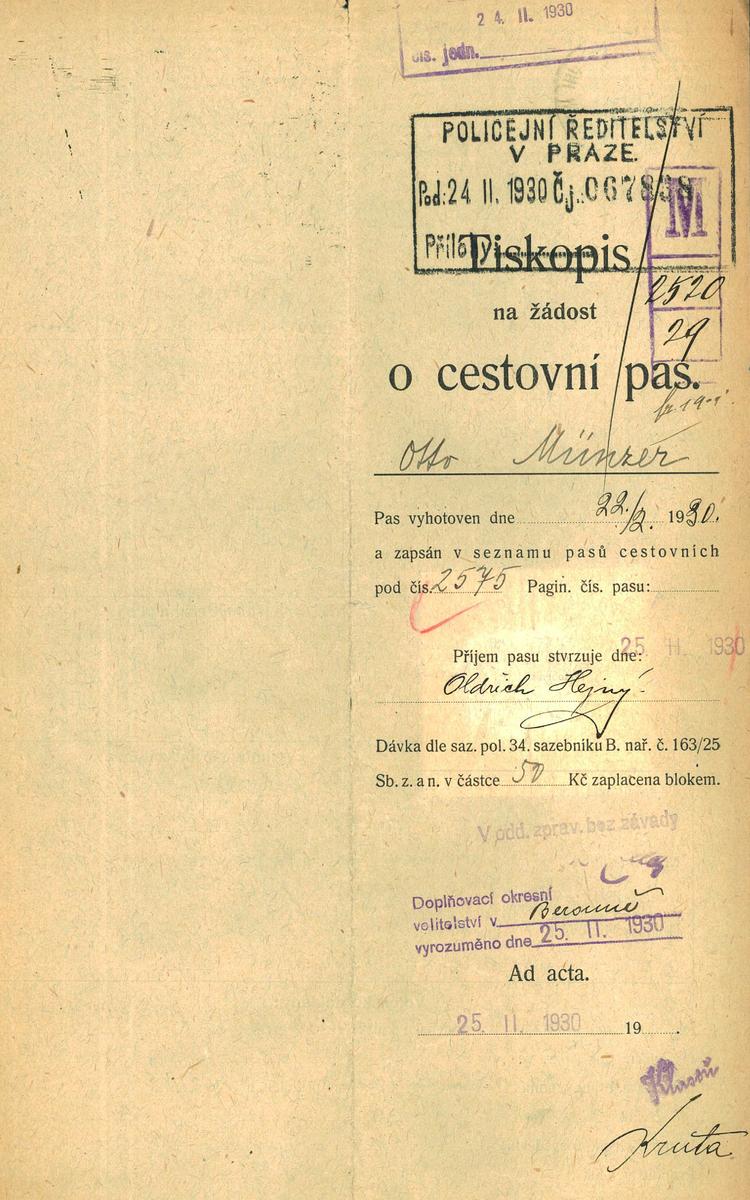 24. II. 1930
čís. jedn.
POLICEJNÍ ŘEDITELSTVÍ
V PRAZE.
Pod: 24 II. 1930 Čj.: 067838
Přílohy
M
Tiskopis
2520
na žádost
29
o cestovní pas.
Otto Münzer
Pas vyhotoven dne 22./2. 1930.
a zapsán v seznamu pasů cestovních
pod čís. 2575 Pagin. čís. pasu:
25. II. 1930
Příjem pasu stvrzuje dne:
Oldrich Hejný
Dávka dle saz. pol. 34. sazebníku B. nař. č. 163/25
Sb. z. a n. v částce 50 Kč zaplacena blokem.
V odd. zprav. bez závady
Doplňovací okresní
velitelství v Berouně
vyrozuměno dne 25. II. 1930
Ad acta.
25. II 1930 19 .
Kruta